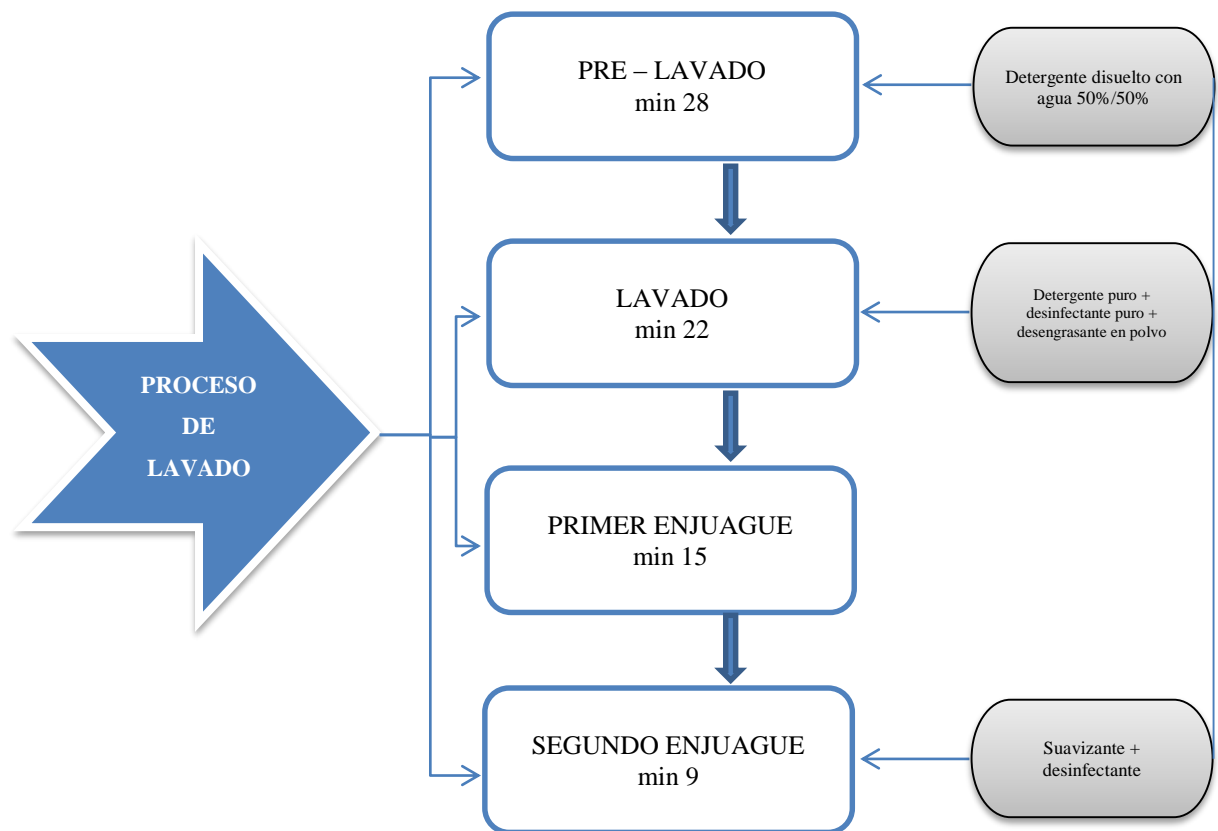 PRE – LAVADO
min 28
Detergente disuelto con
agua 50%/50%
LAVADO
min 22
Detergente puro +
desinfectante puro +
desengrasante en polvo
PROCESO
DE
LAVADO
PRIMER ENJUAGUE
min 15
SEGUNDO ENJUAGUE
min 9
Suavizante +
desinfectante